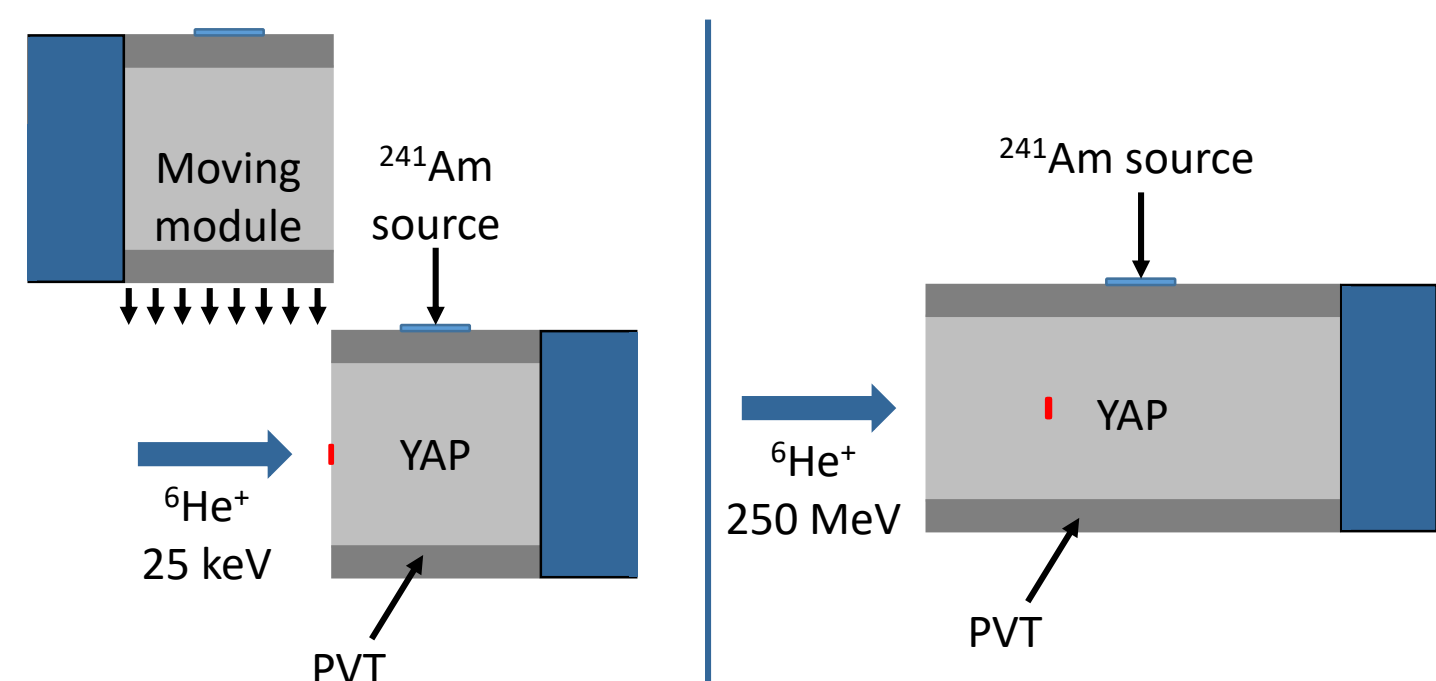 Moving
module
²⁴¹Am
source
YAP
⁶He⁺
25 keV
PVT
²⁴¹Am source
YAP
⁶He⁺
250 MeV
PVT